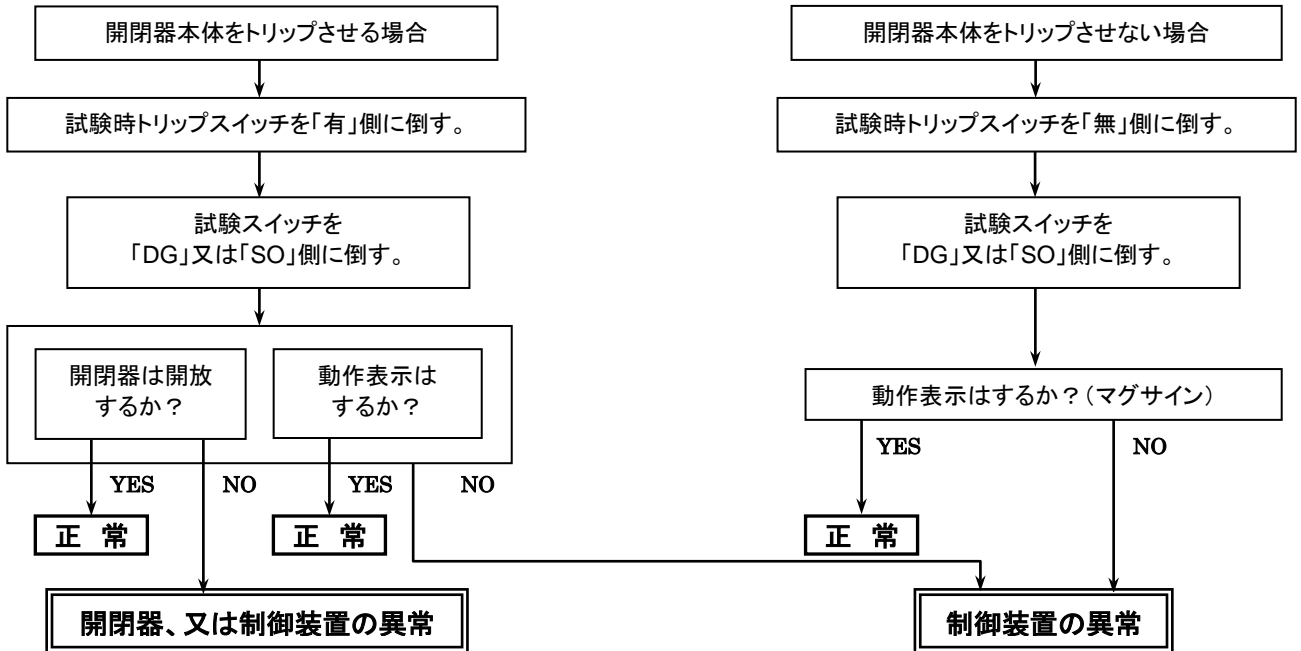 開閉器本体をトリップさせる場合
試験時トリップスイッチを「有」側に倒す。
試験スイッチを
「DG」又は「SO」側に倒す。
開閉器は開放
するか？
動作表示は
するか？
YES
NO
YES
NO
正 常
正 常
開閉器、又は制御装置の異常
開閉器本体をトリップさせない場合
試験時トリップスイッチを「無」側に倒す。
試験スイッチを
「DG」又は「SO」側に倒す。
動作表示はするか？（マグサイン）
YES
NO
正 常
制御装置の異常